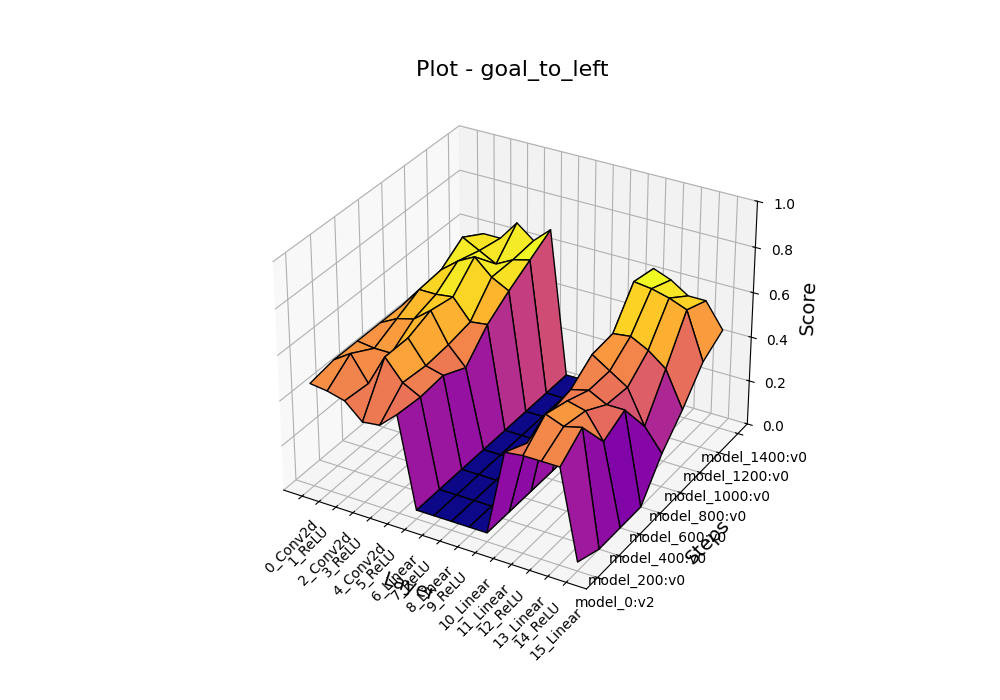 Plot - goal_to_left
1.0
0.8
0.6
0.4
0.2
0.0
Score
model_1400:v0
model_1200:v0
model_1000:v0
model_800:v0
model_600:v0
model_400:v0
model_200:v0
model_0:v2
steps
0_Conv2d
1_ReLU
2_Conv2d
3_ReLU
4_Conv2d
5_ReLU
6_Linear
7_ReLU
8_Linear
9_ReLU
10_Linear
11_Linear
12_ReLU
13_Linear
14_ReLU
15_Linear